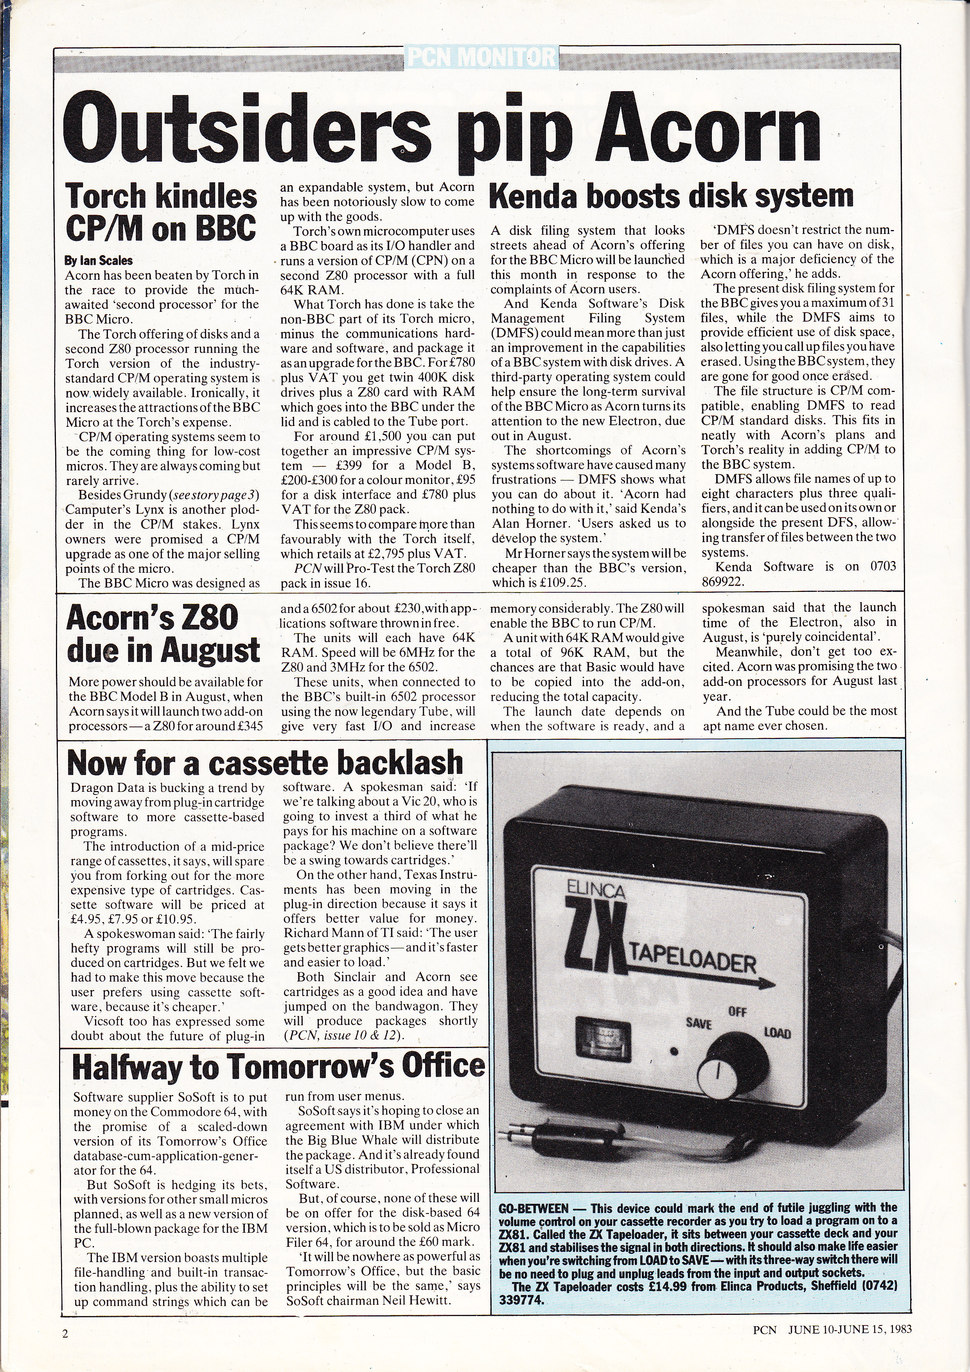 PCN MONITOR
Outsiders pip Acorn
Torch kindles
CP/M on BBC
By Ian Scales
Acorn has been beaten by Torch in
the race to provide the much-
awaited ‘second processor’ for the
BBC Micro.
The Torch offering of disks and a
second Z80 processor running the
Torch version of the industry-
standard CP/M operating system is
now widely available. Ironically, it
increases the attractions of the BBC
Micro at the Torch's expense.
CP/M operating systems seem to
be the coming thing for low-cost
micros. They are always coming but
rarely arrive.
Besides Grundy (see story page 3)
Camputer's Lynx is another plod-
der in the CP/M stakes. Lynx
owners were promised a CP/M
upgrade as one of the major selling
points of the micro.
The BBC Micro was designed as
an expandable system, but Acorn
has been notoriously slow to come
up with the goods.
Torch's own microcomputer uses
a BBC board as its I/O handler and
runs a version of CP/M (CPN) on a
second Z80 processor with a full
64K RAM.
What Torch has done is take the
non-BBC part of its Torch micro,
minus the communications hard-
ware and software, and package it
as an upgrade for the BBC. For £780
plus VAT you get twin 400K disk
drives plus a Z80 card with RAM
which goes into the BBC under the
lid and is cabled to the Tube port.
For around £1,500 you can put
together an impressive CP/M sys-
tem — £399 for a Model B,
£200-£300 for a colour monitor, £95
for a disk interface and £780 plus
VAT for the Z80 pack.
This seems to compare more than
favourably with the Torch itself,
which retails at £2,795 plus VAT.
PCN will Pro-Test the Torch Z80
pack in issue 16.
Kenda boosts disk system
A disk filing system that looks
streets ahead of Acorn's offering
for the BBC Micro will be launched
this month in response to the
complaints of Acorn users.
And Kenda Software's Disk
Management Filing System
(DMFS) could mean more than just
an improvement in the capabilities
of a BBC system with disk drives. A
third-party operating system could
help ensure the long-term survival
of the BBC Micro as Acorn turns its
attention to the new Electron, due
out in August.
The shortcomings of Acorn's
systems software have caused many
frustrations — DMFS shows what
you can do about it. ‘Acorn had
nothing to do with it,’ said Kenda's
Alan Horner. ‘Users asked us to
develop the system.’
Mr Horner says the system will be
cheaper than the BBC's version,
which is £109.25.
‘DMFS doesn't restrict the num-
ber of files you can have on disk,
which is a major deficiency of the
Acorn offering,’ he adds.
The present disk filing system for
the BBC gives you a maximum of 31
files, while the DMFS aims to
provide efficient use of disk space,
also letting you call up files you have
erased. Using the BBC system, they
are gone for good once erased.
The file structure is CP/M com-
patible, enabling DMFS to read
CP/M standard disks. This fits in
neatly with Acorn's plans and
Torch's reality in adding CP/M to
the BBC system.
DMFS allows file names of up to
eight characters plus three quali-
fiers, and it can be used on its own or
alongside the present DFS, allow-
ing transfer of files between the two
systems.
Kenda Software is on 0703
869922.
Acorn's Z80
due in August
More power should be available for
the BBC Model B in August, when
Acorn says it will launch two add-on
processors — a Z80 for around £345
and a 6502 for about £230, with app-
lications software thrown in free.
The units will each have 64K
RAM. Speed will be 6MHz for the
Z80 and 3MHz for the 6502.
These units, when connected to
the BBC's built-in 6502 processor
using the now legendary Tube, will
give very fast I/O and increase
memory considerably. The Z80 will
enable the BBC to run CP/M.
A unit with 64K RAM would give
a total of 96K RAM, but the
chances are that Basic would have
to be copied into the add-on,
reducing the total capacity.
The launch date depends on
when the software is ready, and a
spokesman said that the launch
time of the Electron, also in
August, is ‘purely coincidental’.
Meanwhile, don't get too ex-
cited. Acorn was promising the two
add-on processors for August last
year.
And the Tube could be the most
apt name ever chosen.
Now for a cassette backlash
Dragon Data is bucking a trend by
moving away from plug-in cartridge
software to more cassette-based
programs.
The introduction of a mid-price
range of cassettes, it says, will spare
you from forking out for the more
expensive type of cartridges. Cas-
sette software will be priced at
£4.95, £7.95 or £10.95.
A spokeswoman said: ‘The fairly
hefty programs will still be pro-
duced on cartridges. But we felt we
had to make this move because the
user prefers using cassette soft-
ware, because it's cheaper.’
Vicsoft too has expressed some
doubt about the future of plug-in
software. A spokesman said: ‘If
we're talking about a Vic 20, who is
going to invest a third of what he
pays for his machine on a software
package? We don't believe there'll
be a swing towards cartridges.’
On the other hand, Texas Instru-
ments has been moving in the
plug-in direction because it says it
offers better value for money.
Richard Mann of TI said: ‘The user
gets better graphics — and it's faster
and easier to load.’
Both Sinclair and Acorn see
cartridges as a good idea and have
jumped on the bandwagon. They
will produce packages shortly
(PCN, issue 10 & 12).
Halfway to Tomorrow's Office
Software supplier SoSoft is to put
money on the Commodore 64, with
the promise of a scaled-down
version of its Tomorrow's Office
database-cum-application-gener-
ator for the 64.
But SoSoft is hedging its bets,
with versions for other small micros
planned, as well as a new version of
the full-blown package for the IBM
PC.
The IBM version boasts multiple
file-handling and built-in transac-
tion handling, plus the ability to set
up command strings which can be
run from user menus.
SoSoft says it's hoping to close an
agreement with IBM under which
the Big Blue Whale will distribute
the package. And it's already found
itself a US distributor, Professional
Software.
But, of course, none of these will
be on offer for the disk-based 64
version, which is to be sold as Micro
Filer 64, for around the £60 mark.
‘It will be nowhere as powerful as
Tomorrow's Office, but the basic
principles will be the same,’ says
SoSoft chairman Neil Hewitt.
ELINCA
ZX
TAPELOADER
SAVE
OFF
LOAD
GO-BETWEEN — This device could mark the end of futile juggling with the
volume control on your cassette recorder as you try to load a program on to a
ZX81. Called the ZX Tapeloader, it sits between your cassette deck and your
ZX81 and stabilises the signal in both directions. It should also make life easier
when you're switching from LOAD to SAVE — with its three-way switch there will
be no need to plug and unplug leads from the input and output sockets.
The ZX Tapeloader costs £14.99 from Elinca Products, Sheffield (0742)
339774.
2
PCN JUNE 10-JUNE 15, 1983